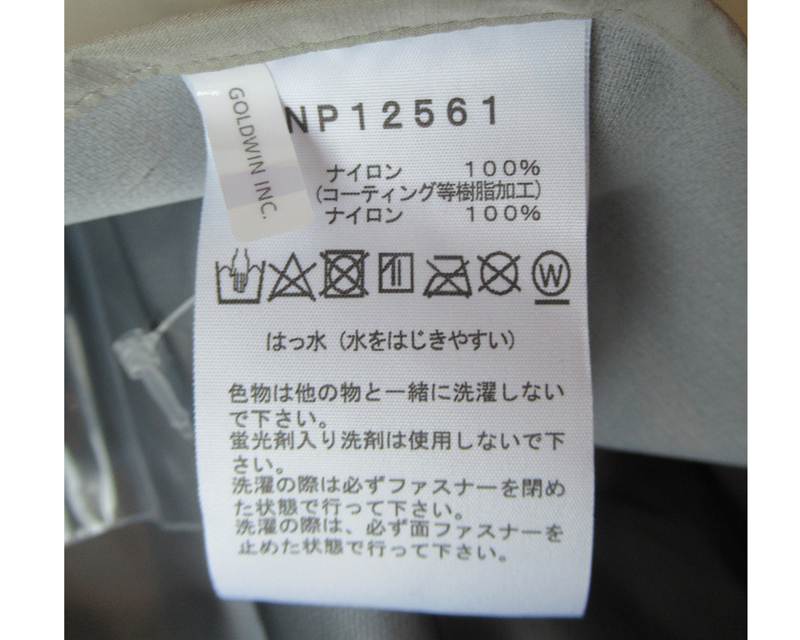 GOLDWIN INC.
NP12561
ナイロン 100%
(コーティング等樹脂加工)
ナイロン 100%
W
はっ水(水をはじきやすい)
色物は他の物と一緒に洗濯しない
で下さい。
蛍光剤入り洗剤は使用しないで下
さい。
洗濯の際は必ずファスナーを閉め
た状態で行って下さい。
洗濯の際は、必ず面ファスナーを
止めた状態で行って下さい。